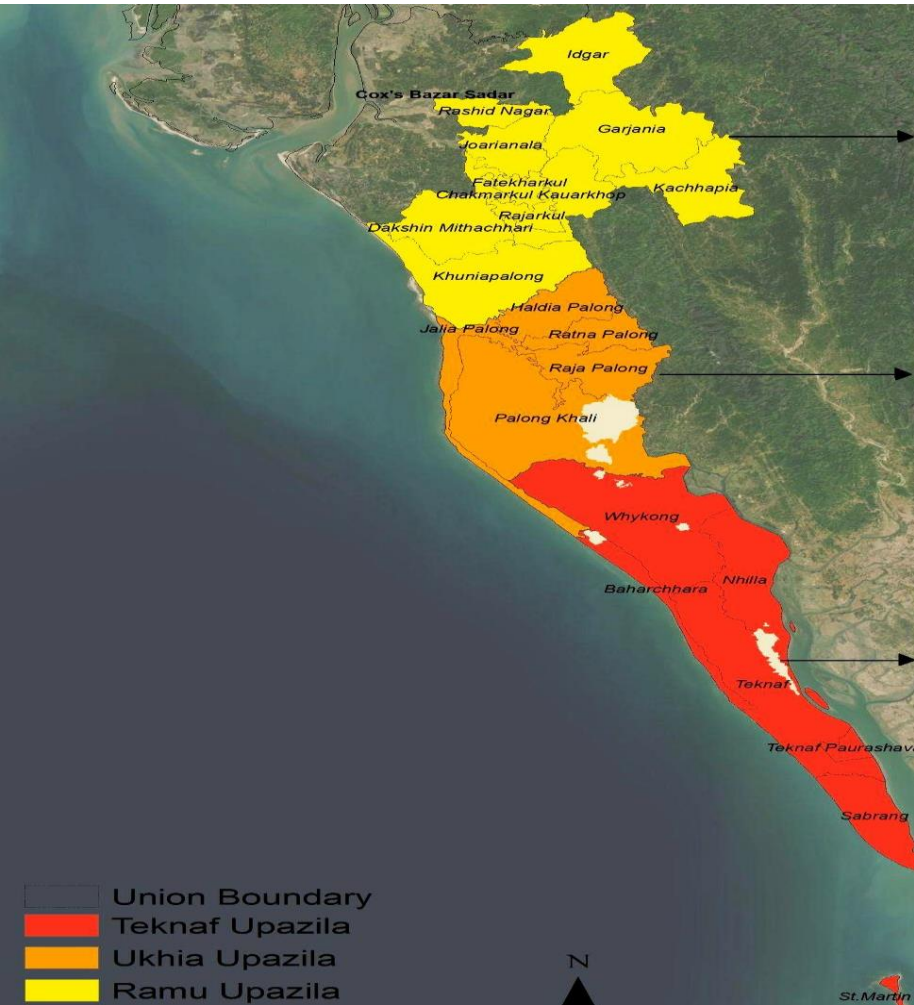 Idgar
Cox's Bazar Sadar
Rashid Nagar
Garjania
Joarianala
Fatekharkul
Kachhapia
Chakmarkul Kauarkhop
Rajarkul
Dakshin Mithachhari
Khuniapalong
Haldia Palong
Jalia Palong
Ratna Palong
Raja Palong
Palong Khali
Whykong
Nhilla
Baharchhara
Teknaf
Teknaf Paurashava
Sabrang
Union Boundary
Teknaf Upazila
Ukhia Upazila
N
Ramu Upazila
St.Martin